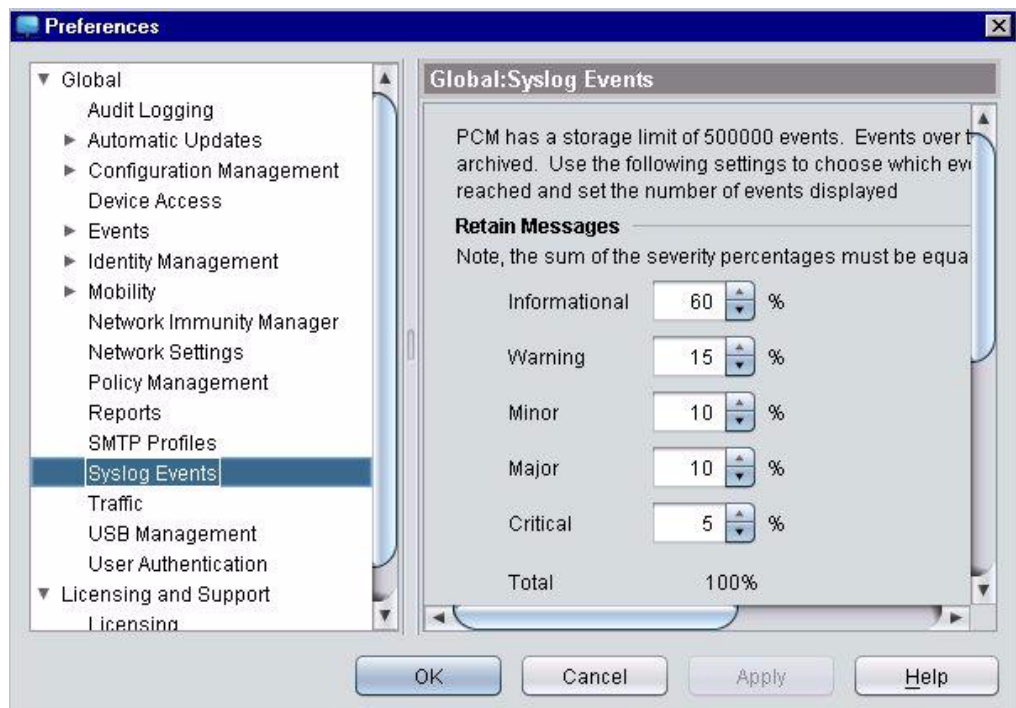 Preferences
Global
Audit Logging
Automatic Updates
Configuration Management
Device Access
Events
Identity Management
Mobility
Network Immunity Manager
Network Settings
Policy Management
Reports
SMTP Profiles
Syslog Events
Traffic
USB Management
User Authentication
Licensing and Support
Licensing
Global:Syslog Events
PCM has a storage limit of 500000 events. Events over
archived. Use the following settings to choose which
reached and set the number of events displayed
Retain Messages
Note, the sum of the severity percentages must be
Informational 60 %
Warning 15 %
Minor 10 %
Major 10 %
Critical 5 %
Total 100%
OK Cancel Apply Help